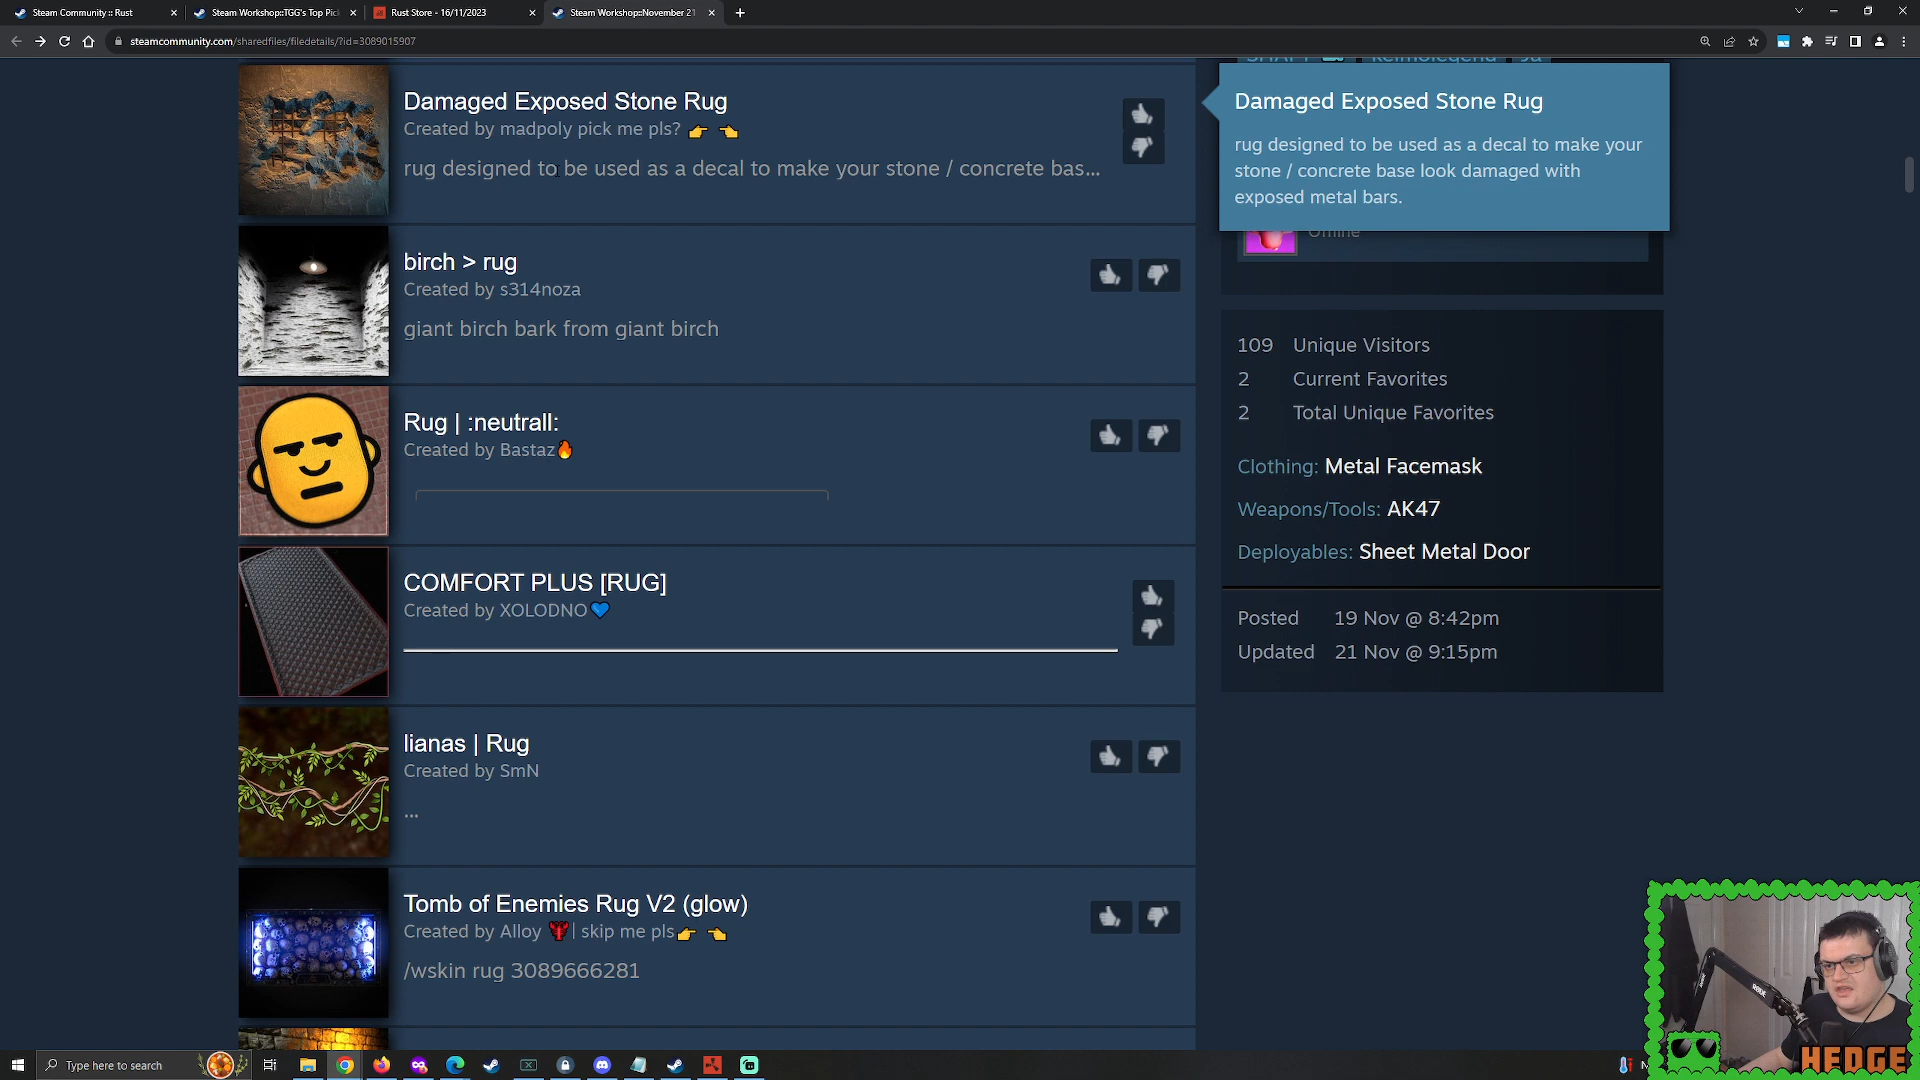 Steam Community :: Rust
Steam Workshop::TGG's Top Pic
Rust Store - 16/11/2023
Steam Workshop::November 21
steamcommunity.com/sharedfiles/filedetails/?id=3089015907
Damaged Exposed Stone Rug
Created by madpoly pick me pls? 👉 👈
rug designed to be used as a decal to make your stone / concrete bas...
birch > rug
Created by s314noza
giant birch bark from giant birch
Rug | :neutrall:
Created by Bastaz🔥
COMFORT PLUS [RUG]
Created by XOLODNO💙
lianas | Rug
Created by SmN
...
Tomb of Enemies Rug V2 (glow)
Created by Alloy 🦞| skip me pls👉 👈
/wskin rug 3089666281
Damaged Exposed Stone Rug
rug designed to be used as a decal to make your
stone / concrete base look damaged with
exposed metal bars.
Offline
109 Unique Visitors
2 Current Favorites
2 Total Unique Favorites
Clothing: Metal Facemask
Weapons/Tools: AK47
Deployables: Sheet Metal Door
Posted 19 Nov @ 8:42pm
Updated 21 Nov @ 9:15pm
Type here to search
RODE
HEDGE